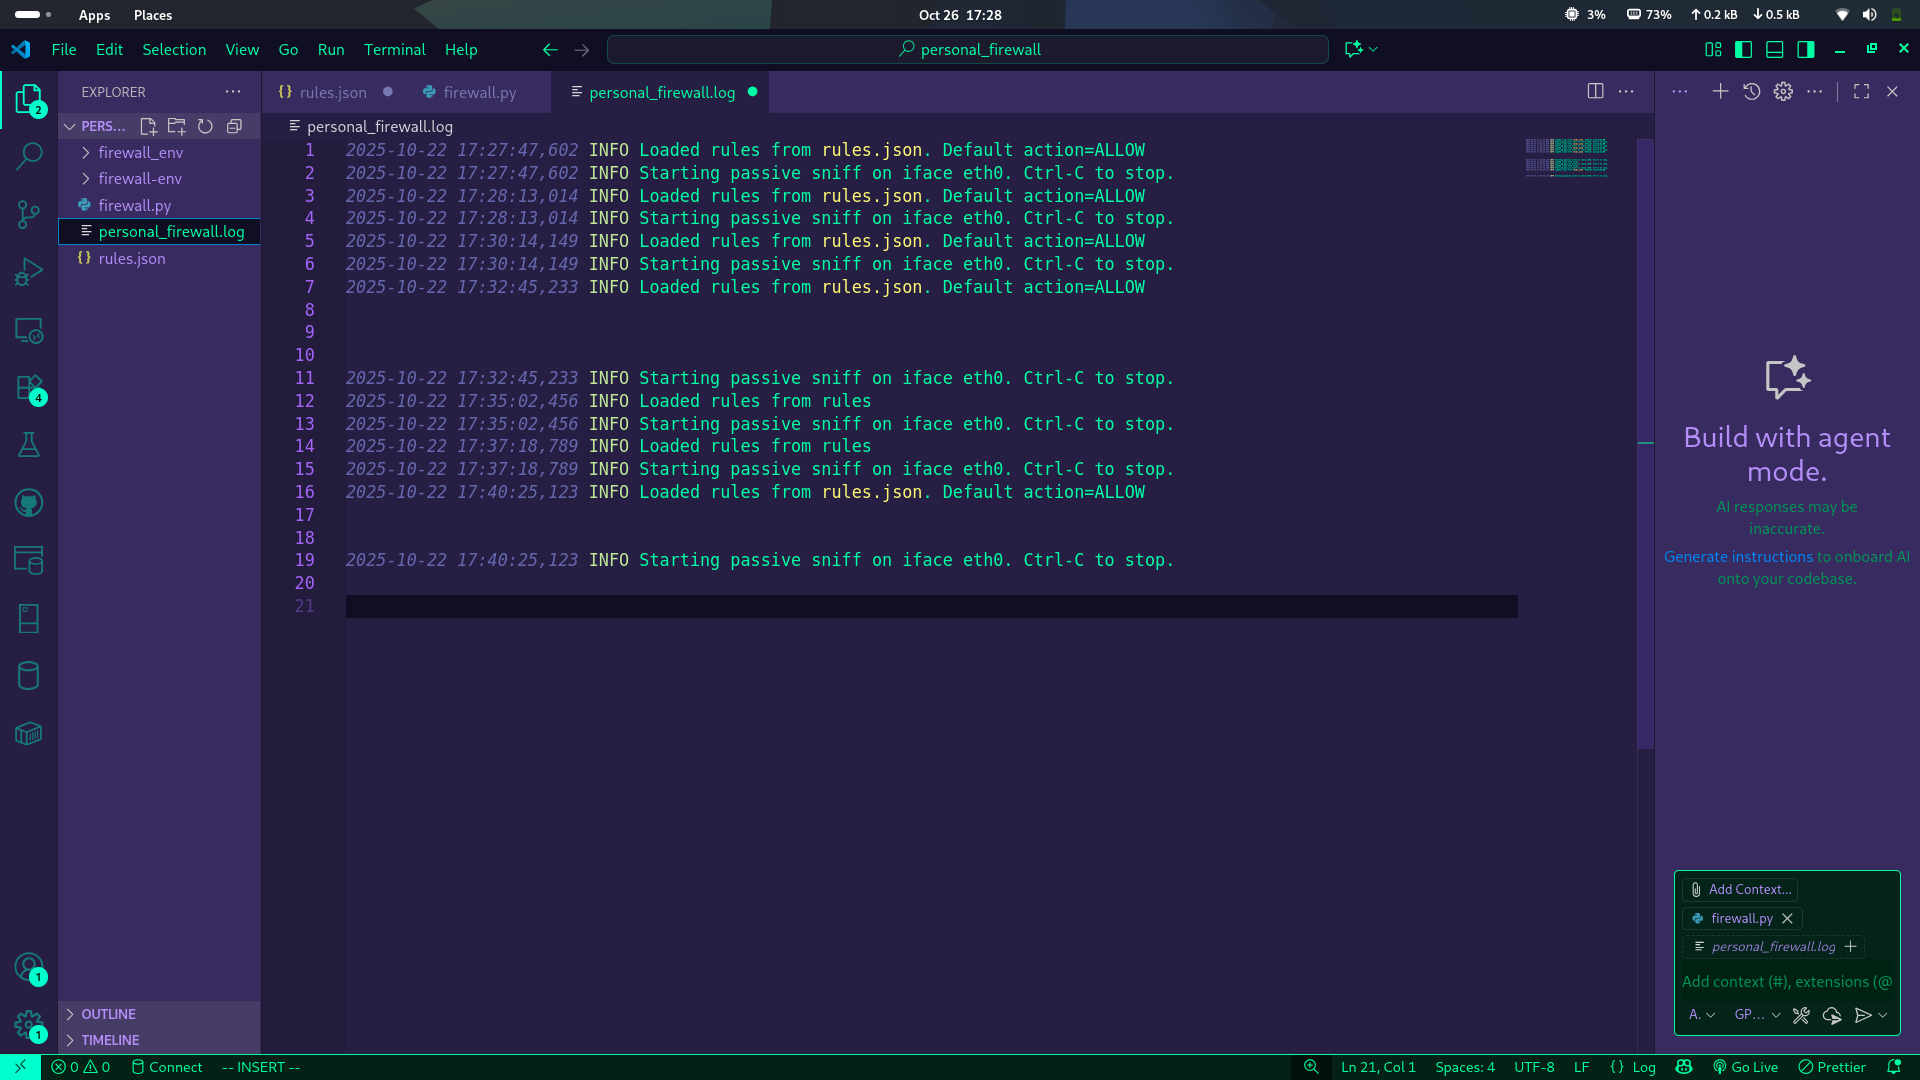 Apps Places Oct 26 17:28 3% 73% 0.2 kB 0.5 kB
File Edit Selection View Go Run Terminal Help personal_firewall
EXPLORER
rules.json firewall.py personal_firewall.log
PERS...
personal_firewall.log
firewall_env
firewall-env
firewall.py
personal_firewall.log
rules.json
1 2025-10-22 17:27:47,602 INFO Loaded rules from rules.json. Default action=ALLOW
2 2025-10-22 17:27:47,602 INFO Starting passive sniff on iface eth0. Ctrl-C to stop.
3 2025-10-22 17:28:13,014 INFO Loaded rules from rules.json. Default action=ALLOW
4 2025-10-22 17:28:13,014 INFO Starting passive sniff on iface eth0. Ctrl-C to stop.
5 2025-10-22 17:30:14,149 INFO Loaded rules from rules.json. Default action=ALLOW
6 2025-10-22 17:30:14,149 INFO Starting passive sniff on iface eth0. Ctrl-C to stop.
7 2025-10-22 17:32:45,233 INFO Loaded rules from rules.json. Default action=ALLOW
8
9
10
11 2025-10-22 17:32:45,233 INFO Starting passive sniff on iface eth0. Ctrl-C to stop.
12 2025-10-22 17:35:02,456 INFO Loaded rules from rules
13 2025-10-22 17:35:02,456 INFO Starting passive sniff on iface eth0. Ctrl-C to stop.
14 2025-10-22 17:37:18,789 INFO Loaded rules from rules
15 2025-10-22 17:37:18,789 INFO Starting passive sniff on iface eth0. Ctrl-C to stop.
16 2025-10-22 17:40:25,123 INFO Loaded rules from rules.json. Default action=ALLOW
17
18
19 2025-10-22 17:40:25,123 INFO Starting passive sniff on iface eth0. Ctrl-C to stop.
20
21
2
4
1
1
Build with agent
mode.
AI responses may be
inaccurate.
Generate instructions to onboard AI
onto your codebase.
Add Context...
firewall.py
personal_firewall.log
Add context (#), extensions (@
A. GP...
OUTLINE
TIMELINE
0 0 Connect -- INSERT -- Ln 21, Col 1 Spaces: 4 UTF-8 LF {} Log Go Live Prettier